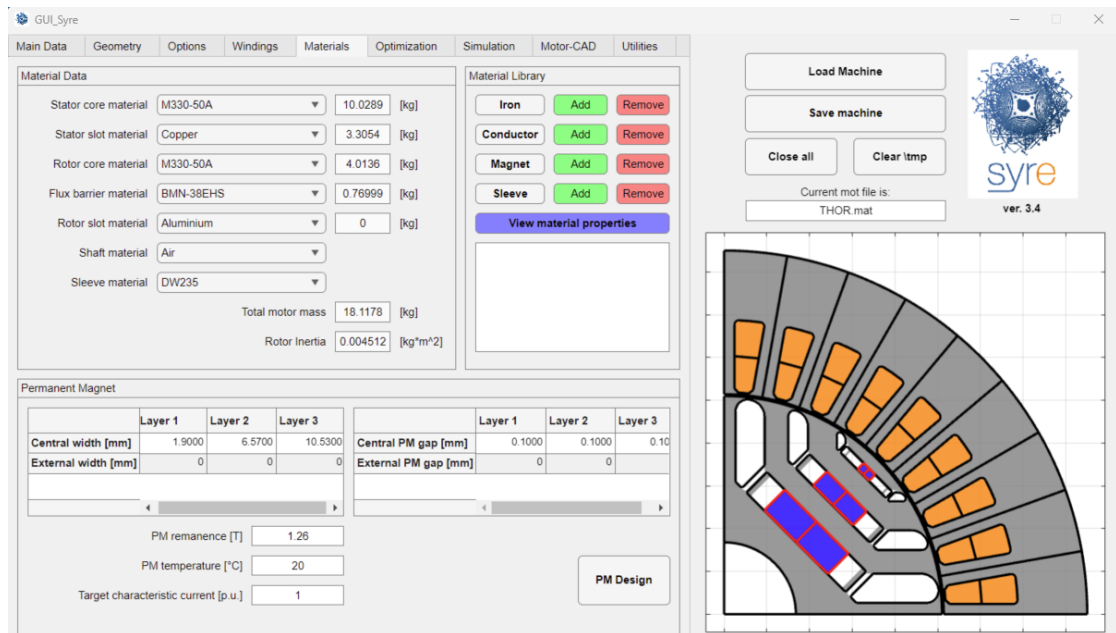 GUI_Syre
Main Data Geometry Options Windings Materials Optimization Simulation Motor-CAD Utilities
Material Data
Stator core material M330-50A 10.0289 [kg]
Stator slot material Copper 3.3054 [kg]
Rotor core material M330-50A 4.0136 [kg]
Flux barrier material BMN-38EHS 0.76999 [kg]
Rotor slot material Aluminium 0 [kg]
Shaft material Air
Sleeve material DW235
Total motor mass 18.1178 [kg]
Rotor Inertia 0.004512 [kg*m^2]
Material Library
Iron Add Remove
Conductor Add Remove
Magnet Add Remove
Sleeve Add Remove
View material properties
Load Machine
Save machine
Close all Clear \tmp
Current mot file is:
THOR.mat
syre
ver. 3.4
Permanent Magnet
Layer 1 Layer 2 Layer 3
Central width [mm] 1.9000 6.5700 10.5300
External width [mm] 0 0 0
Layer 1 Layer 2 Layer 3
Central PM gap [mm] 0.1000 0.1000 0.10
External PM gap [mm] 0 0
PM remanence [T] 1.26
PM temperature [°C] 20
Target characteristic current [p.u.] 1
PM Design